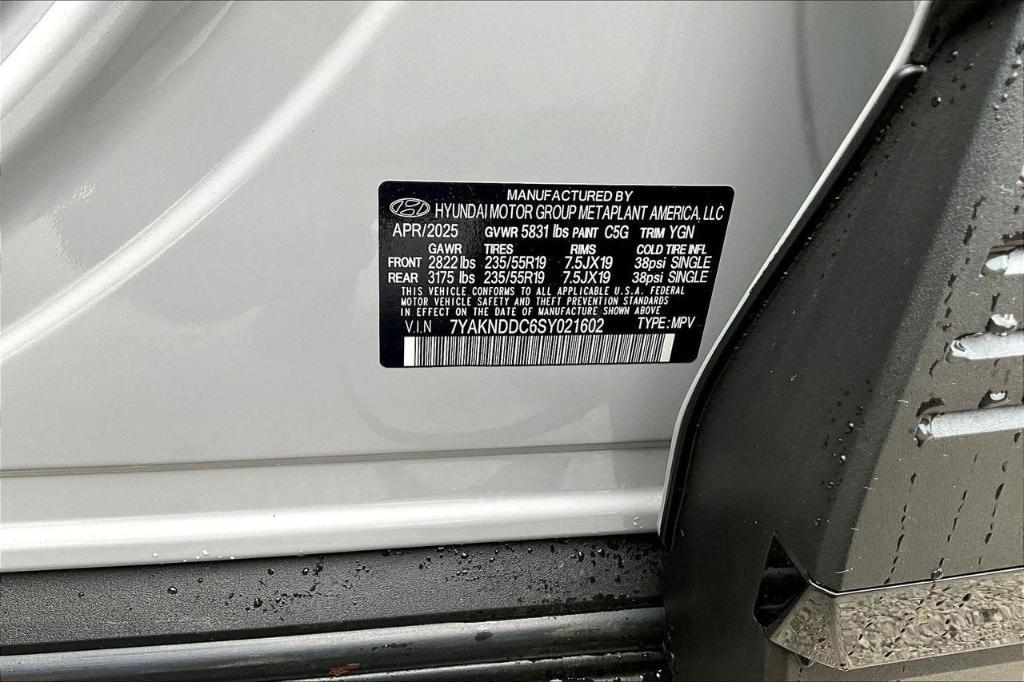 MANUFACTURED BY
HYUNDAI MOTOR GROUP METAPLANT AMERICA, LLC
APR/2025 GVWR 5831 lbs PAINT C5G TRIM YGN
GAWR TIRES RIMS COLD TIRE INFL
FRONT 2822 lbs 235/55R19 7.5JX19 38psi SINGLE
REAR 3175 lbs 235/55R19 7.5JX19 38psi SINGLE
THIS VEHICLE CONFORMS TO ALL APPLICABLE U.S.A. FEDERAL
MOTOR VEHICLE SAFETY AND THEFT PREVENTION STANDARDS
IN EFFECT ON THE DATE OF MANUFACTURE SHOWN ABOVE
V.I.N 7YAKNDDC6SY021602 TYPE:MPV